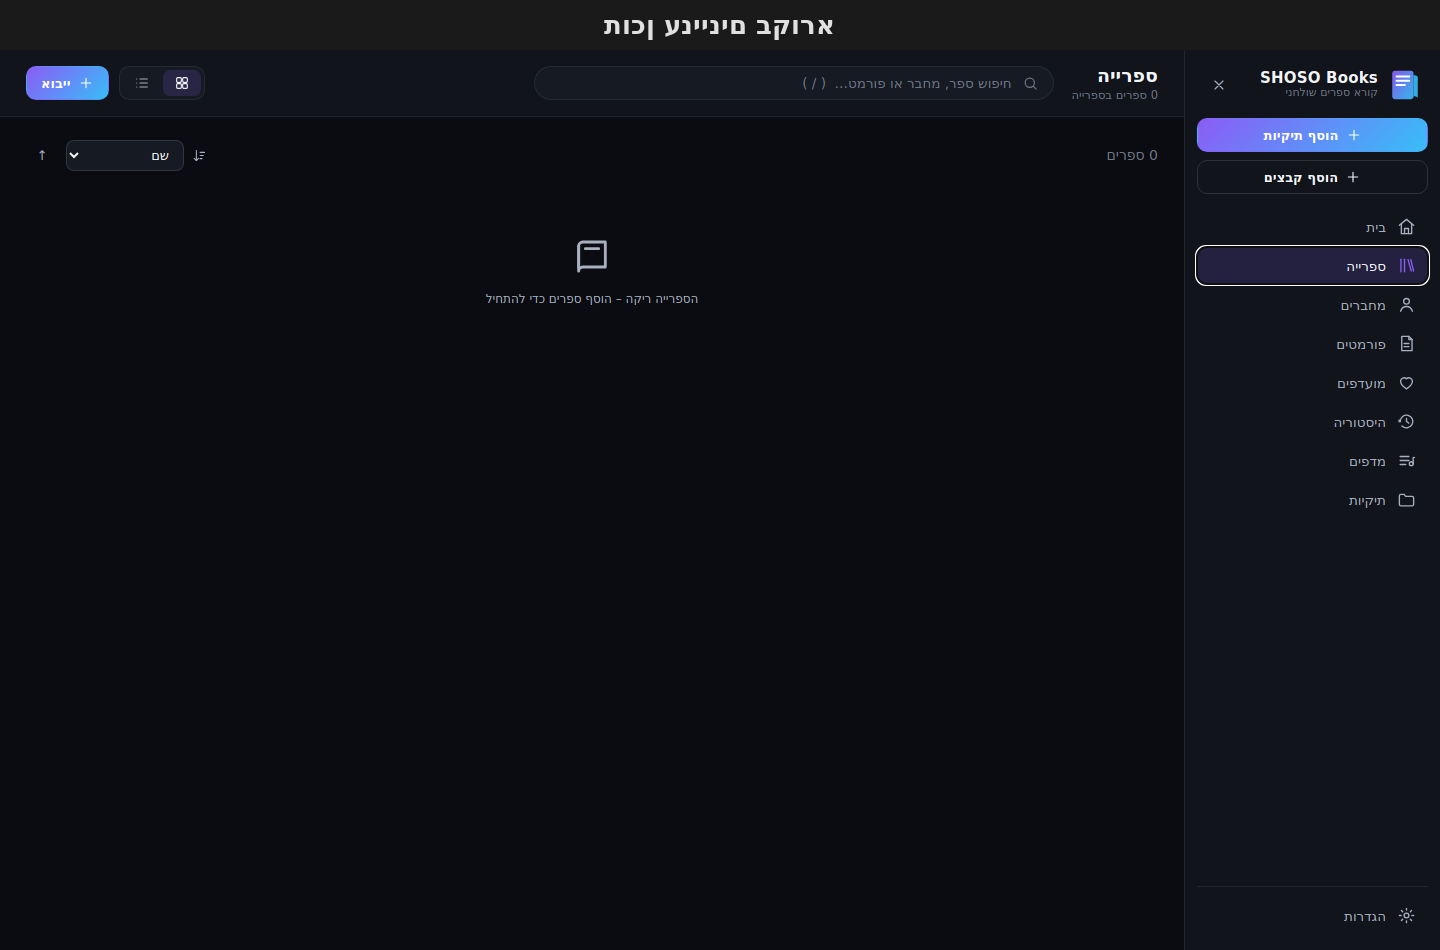 ארוקב םיניינע ןכות
SHOSO Books
קורא ספרים שולחני
הוסף תיקיות
הוסף קבצים
בית
ספרייה
מחברים
פורמטים
מועדפים
היסטוריה
מדפים
תיקיות
הגדרות
ספרייה
0 ספרים בספרייה
חיפוש ספר, מחבר או פורמט... ( / )
ייבוא
0 ספרים
שם
↑
הספרייה ריקה – הוסף ספרים כדי להתחיל